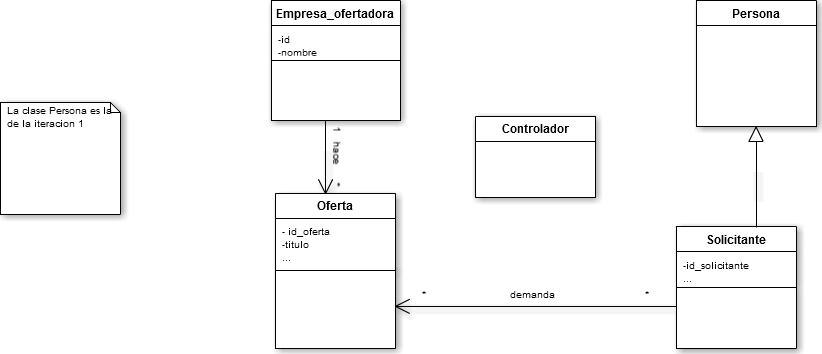 Empresa_ofertadora
-id
-nombre
Persona
La clase Persona es la
de la iteracion 1
1 hace *
Controlador
Oferta
- id_oferta
-titulo
...
Solicitante
-id_solicitante
...
* demanda *